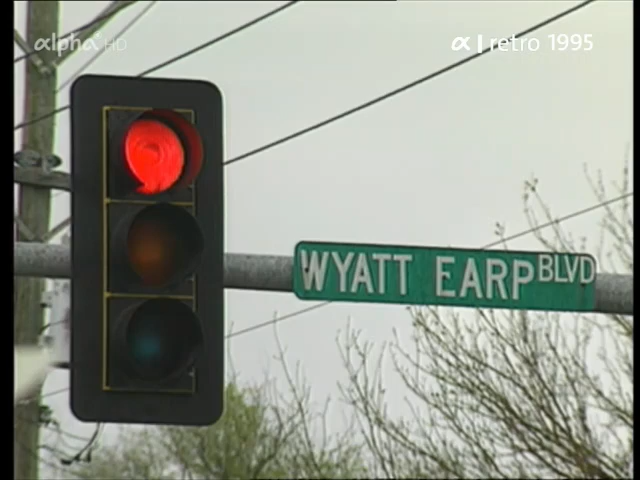 alpha HD
α | retro 1995
WYATT EARP BLVD